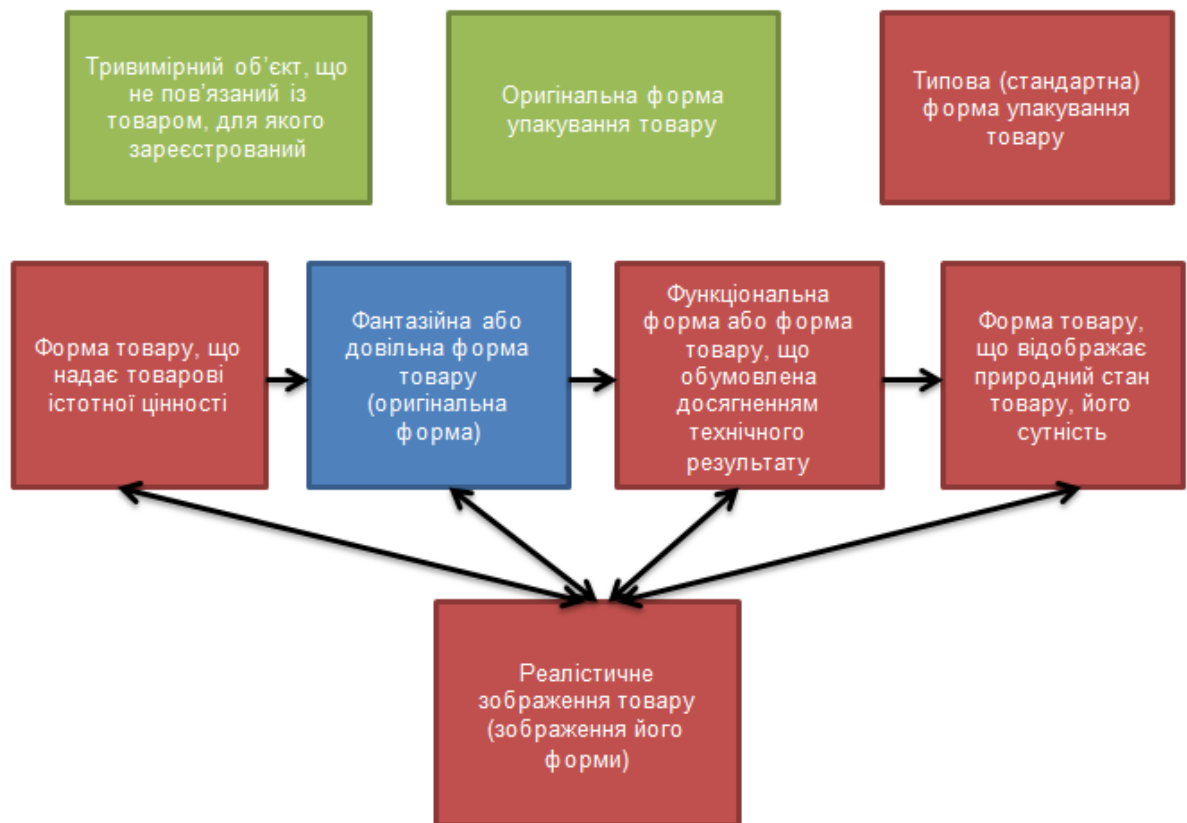 Тривимірний об’єкт, що
не пов’язаний із
товаром, для якого
зареєстрований
Оригінальна форма
упакування товару
Типова (стандартна)
форма упакування
товару
Форма товару, що
надає товарові
істотної цінності
Фантазійна або
довільна форма
товару
(оригінальна
форма)
Функціональна
форма або форма
товару, що
обумовлена
досягненням
технічного
результату
Форма товару,
що відображає
природний стан
товару, його
сутність
Реалістичне
зображення товару
(зображення його
форми)